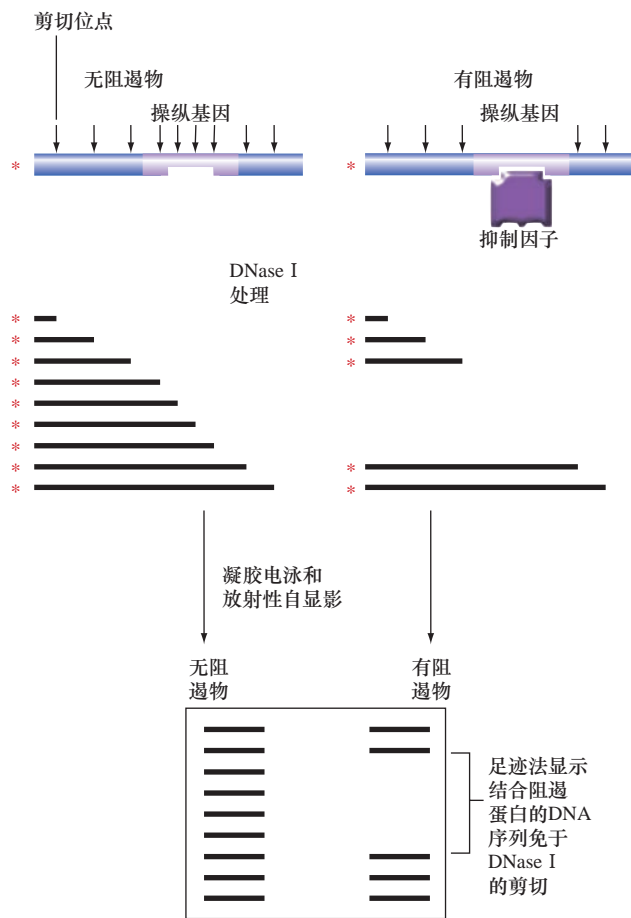 剪切位点
无阻遏物
有阻遏物
操纵基因
操纵基因
*
*
抑制因子
DNase Ⅰ
处理
*
*
*
*
*
*
*
*
*
*
*
*
*
*
凝胶电泳和
放射性自显影
无阻
遏物
有阻
遏物
足迹法显示
结合阻遏
蛋白的DNA
序列免于
DNase Ⅰ
的剪切